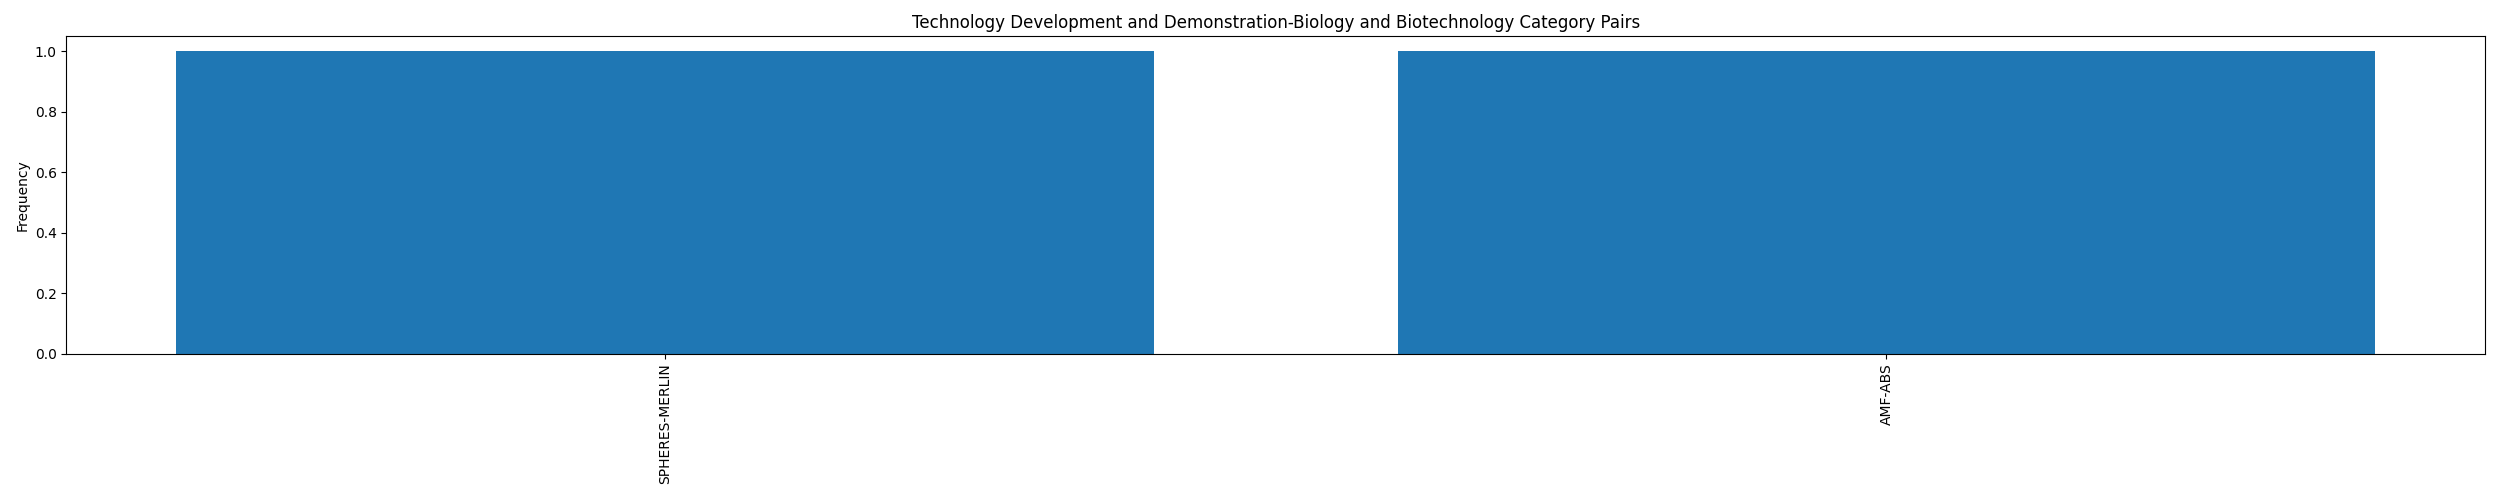 Technology Development and Demonstration-Biology and Biotechnology Category Pairs
Frequency
1.0
0.8
0.6
0.4
0.2
0.0
SPHERES-MERLIN
AMF-ABS